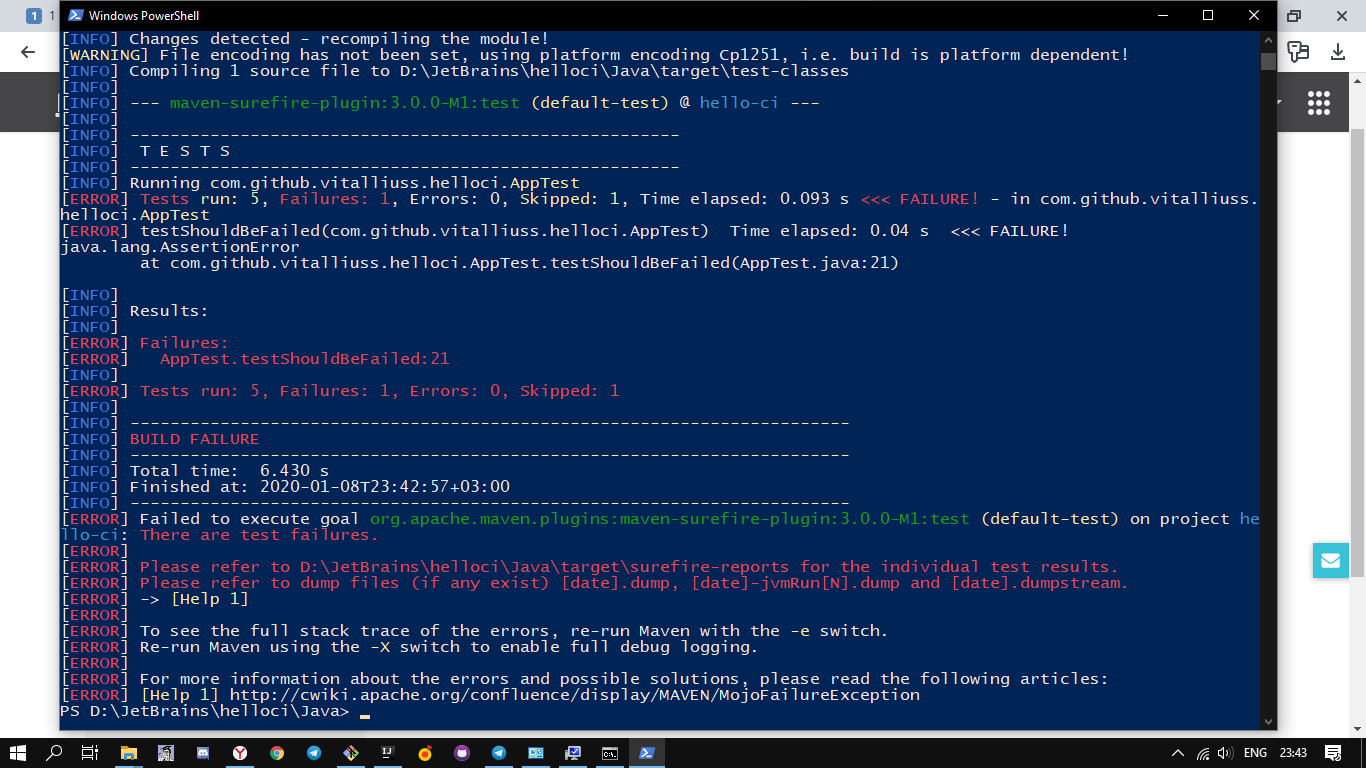 1 1
Windows PowerShell
[INFO] Changes detected - recompiling the module!
[WARNING] File encoding has not been set, using platform encoding Cp1251, i.e. build is platform dependent!
[INFO] Compiling 1 source file to D:\JetBrains\helloci\Java\target\test-classes
[INFO]
[INFO] --- maven-surefire-plugin:3.0.0-M1:test (default-test) @ hello-ci ---
[INFO]
[INFO] -------------------------------------------------------
[INFO]  T E S T S
[INFO] -------------------------------------------------------
[INFO] Running com.github.vitalliuss.helloci.AppTest
[ERROR] Tests run: 5, Failures: 1, Errors: 0, Skipped: 1, Time elapsed: 0.093 s <<< FAILURE! - in com.github.vitalliuss.
helloci.AppTest
[ERROR] testShouldBeFailed(com.github.vitalliuss.helloci.AppTest)  Time elapsed: 0.04 s  <<< FAILURE!
java.lang.AssertionError
        at com.github.vitalliuss.helloci.AppTest.testShouldBeFailed(AppTest.java:21)
[INFO]
[INFO] Results:
[INFO]
[ERROR] Failures:
[ERROR]   AppTest.testShouldBeFailed:21
[INFO]
[ERROR] Tests run: 5, Failures: 1, Errors: 0, Skipped: 1
[INFO]
[INFO] ------------------------------------------------------------------------
[INFO] BUILD FAILURE
[INFO] ------------------------------------------------------------------------
[INFO] Total time:  6.430 s
[INFO] Finished at: 2020-01-08T23:42:57+03:00
[INFO] ------------------------------------------------------------------------
[ERROR] Failed to execute goal org.apache.maven.plugins:maven-surefire-plugin:3.0.0-M1:test (default-test) on project he
llo-ci: There are test failures.
[ERROR]
[ERROR] Please refer to D:\JetBrains\helloci\Java\target\surefire-reports for the individual test results.
[ERROR] Please refer to dump files (if any exist) [date].dump, [date]-jvmRun[N].dump and [date].dumpstream.
[ERROR] -> [Help 1]
[ERROR]
[ERROR] To see the full stack trace of the errors, re-run Maven with the -e switch.
[ERROR] Re-run Maven using the -X switch to enable full debug logging.
[ERROR]
[ERROR] For more information about the errors and possible solutions, please read the following articles:
[ERROR] [Help 1] http://cwiki.apache.org/confluence/display/MAVEN/MojoFailureException
PS D:\JetBrains\helloci\Java> _
ENG 23:43